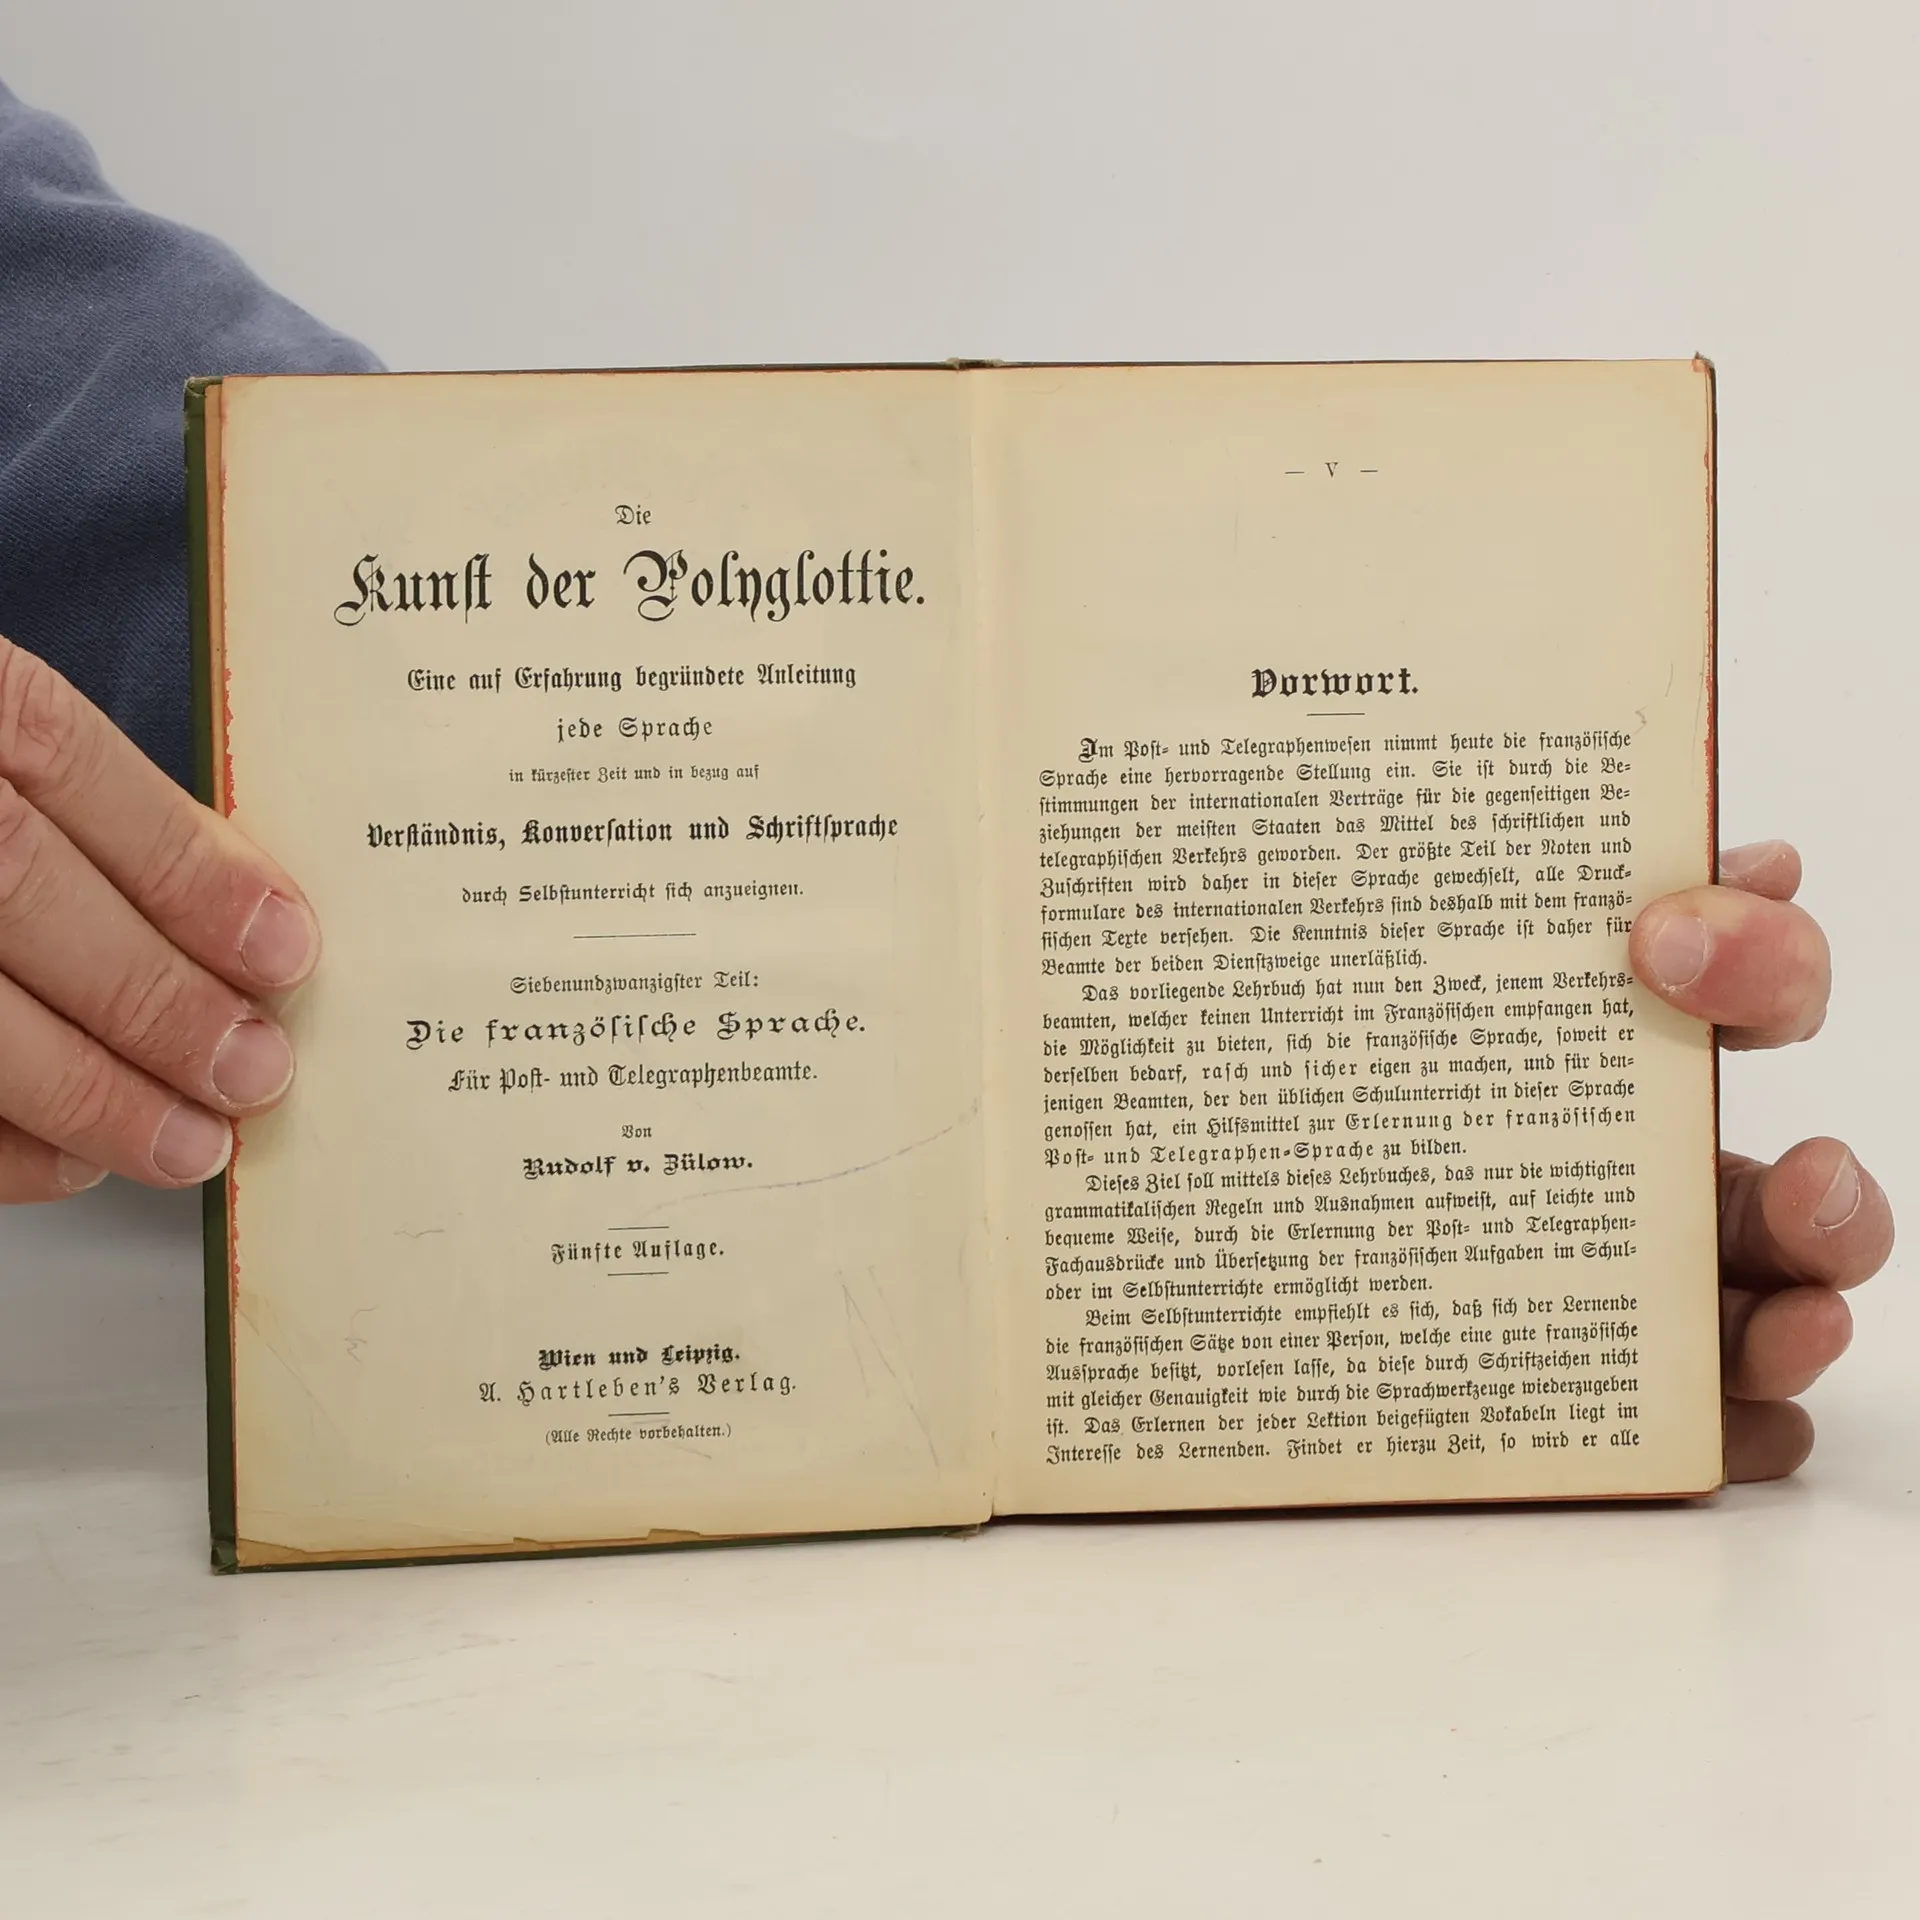 Die
Kunst der Polyglottie.
Eine auf Erfahrung begründete Anleitung
jede Sprache
in kürzester Zeit und in bezug auf
Verständnis, Konversation und Schriftsprache
durch Selbstunterricht sich anzueignen.
Siebenundzwanzigster Teil:
Die französische Sprache.
Für Post- und Telegraphenbeamte.
Von
Rudolf v. Zülow.
Fünfte Auflage.
Wien und Leipzig.
A. Hartleben's Verlag.
(Alle Rechte vorbehalten.)
— V —
Vorwort.
Im Post- und Telegraphenwesen nimmt heute die französische
Sprache eine hervorragende Stellung ein. Sie ist durch die Be-
stimmungen der internationalen Verträge für die gegenseitigen Be-
ziehungen der meisten Staaten das Mittel des schriftlichen und
telegraphischen Verkehrs geworden. Der größte Teil der Noten und
Zuschriften wird daher in dieser Sprache gewechselt, alle Druck-
formulare des internationalen Verkehrs sind deshalb mit dem franzö-
sischen Texte versehen. Die Kenntnis dieser Sprache ist daher für
Beamte der beiden Dienstzweige unerläßlich.
Das vorliegende Lehrbuch hat nun den Zweck, jenem Verkehrs-
beamten, welcher keinen Unterricht im Französischen empfangen hat,
die Möglichkeit zu bieten, sich die französische Sprache, soweit er
derselben bedarf, rasch und sicher eigen zu machen, und für den-
jenigen Beamten, der den üblichen Schulunterricht in dieser Sprache
genossen hat, ein Hilfsmittel zur Erlernung der französischen
Post- und Telegraphen-Sprache zu bilden.
Dieses Ziel soll mittels dieses Lehrbuches, das nur die wichtigsten
grammatikalischen Regeln und Ausnahmen aufweist, auf leichte und
bequeme Weise, durch die Erlernung der Post- und Telegraphen-
Fachausdrücke und Übersetzung der französischen Aufgaben im Schul-
oder im Selbstunterrichte ermöglicht werden.
Beim Selbstunterrichte empfiehlt es sich, daß sich der Lernende
die französischen Sätze von einer Person, welche eine gute französische
Aussprache besitzt, vorlesen lasse, da diese durch Schriftzeichen nicht
mit gleicher Genauigkeit wie durch die Sprachwerkzeuge wiederzugeben
ist. Das Erlernen der jeder Lektion beigefügten Vokabeln liegt im
Interesse des Lernenden. Findet er hierzu Zeit, so wird er alle